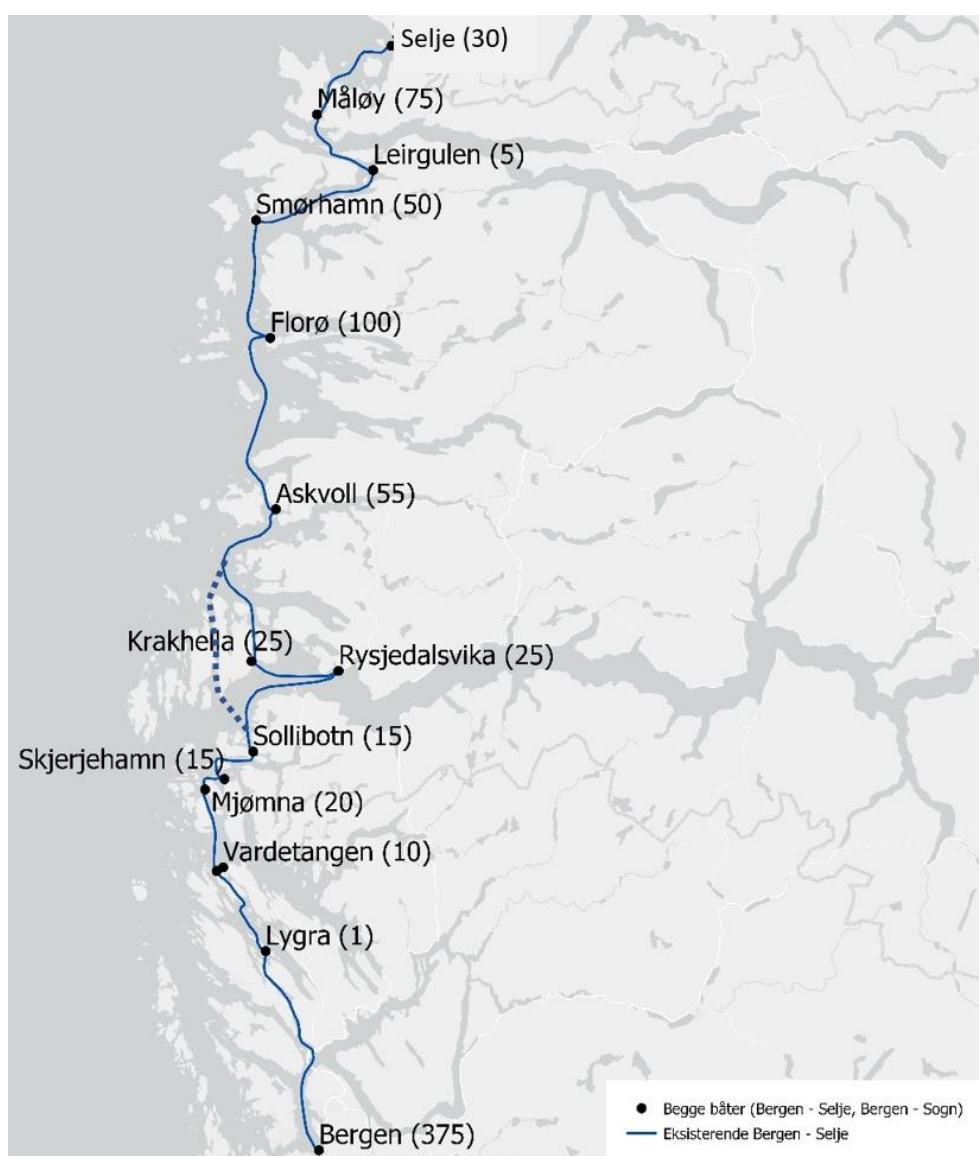 Selje (30)
Måløy (75)
Leirgulen (5)
Smørhamn (50)
Florø (100)
Askvoll (55)
Krakhella (25)
Rysjedalsvika (25)
Sollibotn (15)
Skjerjehamn (15)
Mjømna (20)
Vardetangen (10)
Lygra (1)
Bergen (375)
Begge båter (Bergen - Selje, Bergen - Sogn)
Eksisterende Bergen - Selje